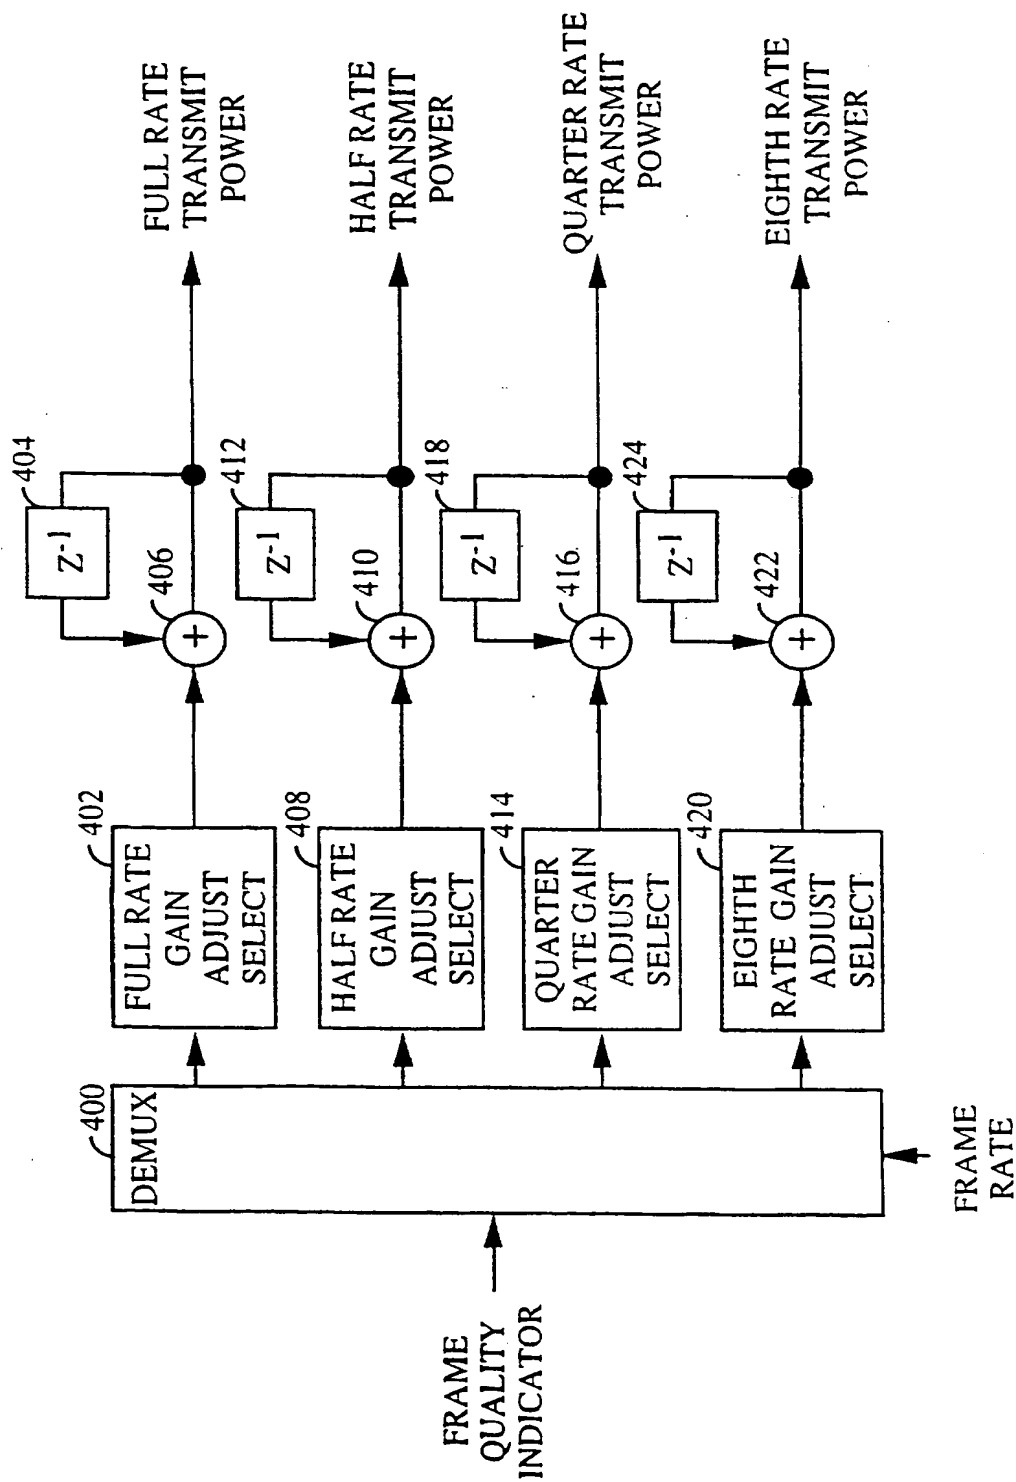 FRAME
QUALITY
INDICATOR
FRAME
RATE
400
DEMUX
402
FULL RATE
GAIN
ADJUST
SELECT
404
Z-1
406
FULL RATE
TRANSMIT
POWER
408
HALF RATE
GAIN
ADJUST
SELECT
412
Z-1
410
+
+
HALF RATE
TRANSMIT
POWER
414
QUARTER
RATE GAIN
ADJUST
SELECT
418
Z-1
416
+
QUARTER RATE
TRANSMIT
POWER
420
EIGHTH
RATE GAIN
ADJUST
SELECT
424
Z-1
422
+
EIGHTH RATE
TRANSMIT
POWER